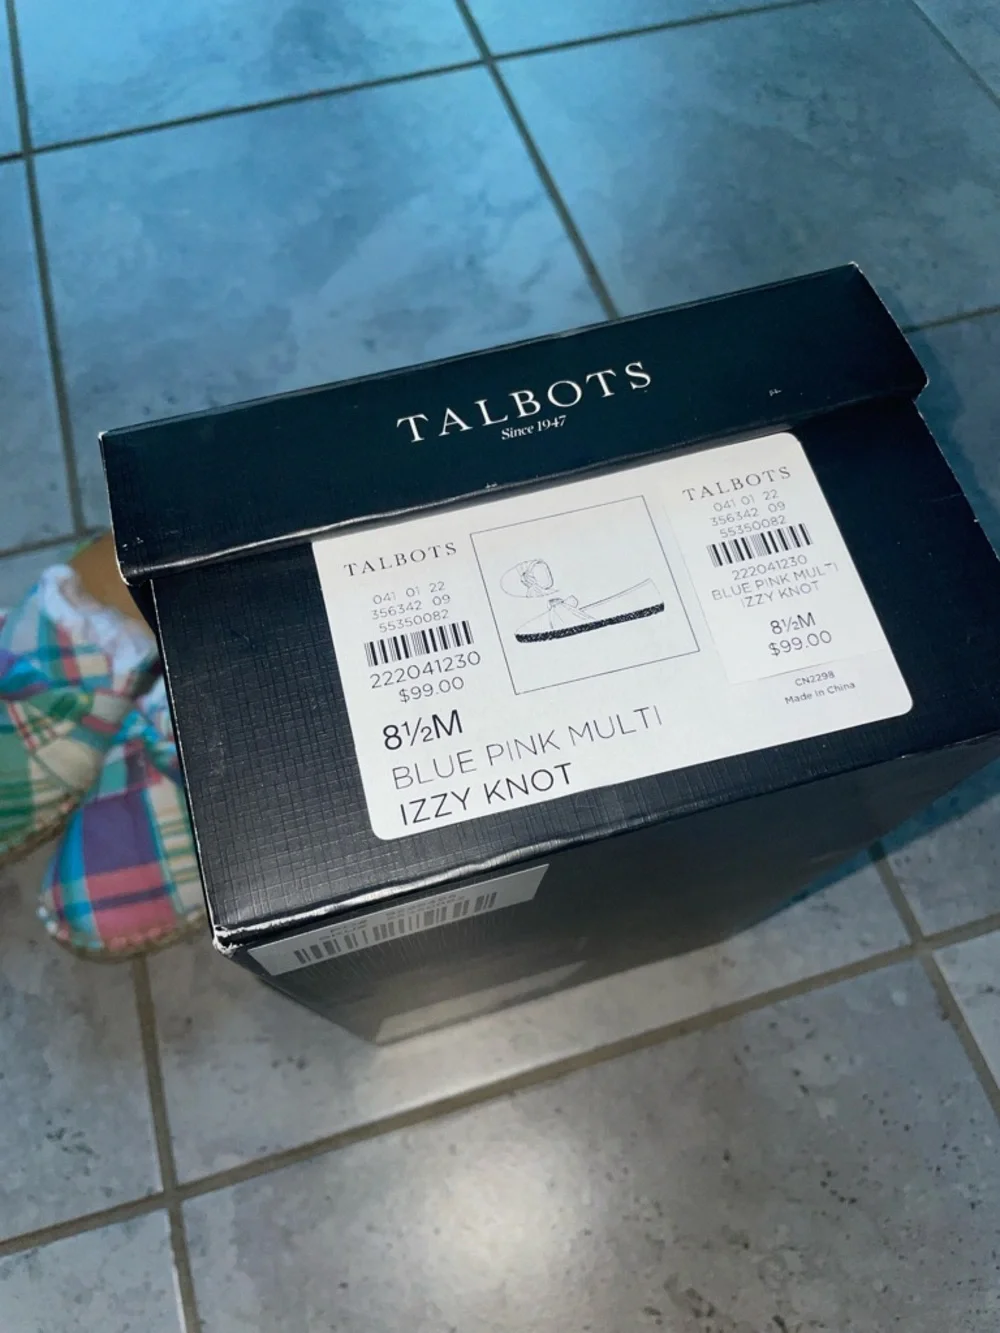 TALBOTS
Since 1947
TALBOTS
041 01 22
356342 09
55350082
222041230
$99.00
8½M
BLUE PINK MULTI
IZZY KNOT
TALBOTS
041 01 22
356342 09
55350082
222041230
BLUE PINK MULTI
IZZY KNOT
8½M
$99.00
CN2298
Made In China